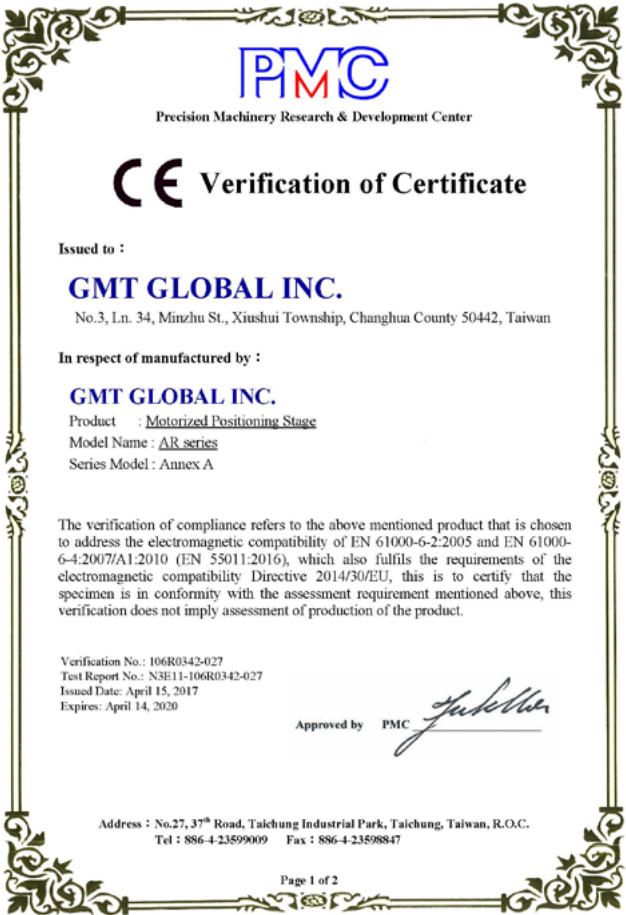 PMC
Precision Machinery Research & Development Center
CE Verification of Certificate
Issued to：
GMT GLOBAL INC.
No.3, Ln. 34, Minzhu St., Xiushui Township, Changhua County 50442, Taiwan
In respect of manufactured by：
GMT GLOBAL INC.
Product : Motorized Positioning Stage
Model Name : AR series
Series Model : Annex A
The verification of compliance refers to the above mentioned product that is chosen
to address the electromagnetic compatibility of EN 61000-6-2:2005 and EN 61000-
6-4:2007/A1:2010 (EN 55011:2016), which also fulfils the requirements of the
electromagnetic compatibility Directive 2014/30/EU, this is to certify that the
specimen is in conformity with the assessment requirement mentioned above, this
verification does not imply assessment of production of the product.
Verification No.: 106R0342-027
Test Report No.: N3E11-106R0342-027
Issued Date: April 15, 2017
Expires: April 14, 2020
Approved by PMC
Address：No.27, 37th Road, Taichung Industrial Park, Taichung, Taiwan, R.O.C.
Tel：886-4-23599009 Fax：886-4-23598847
Page 1 of 2